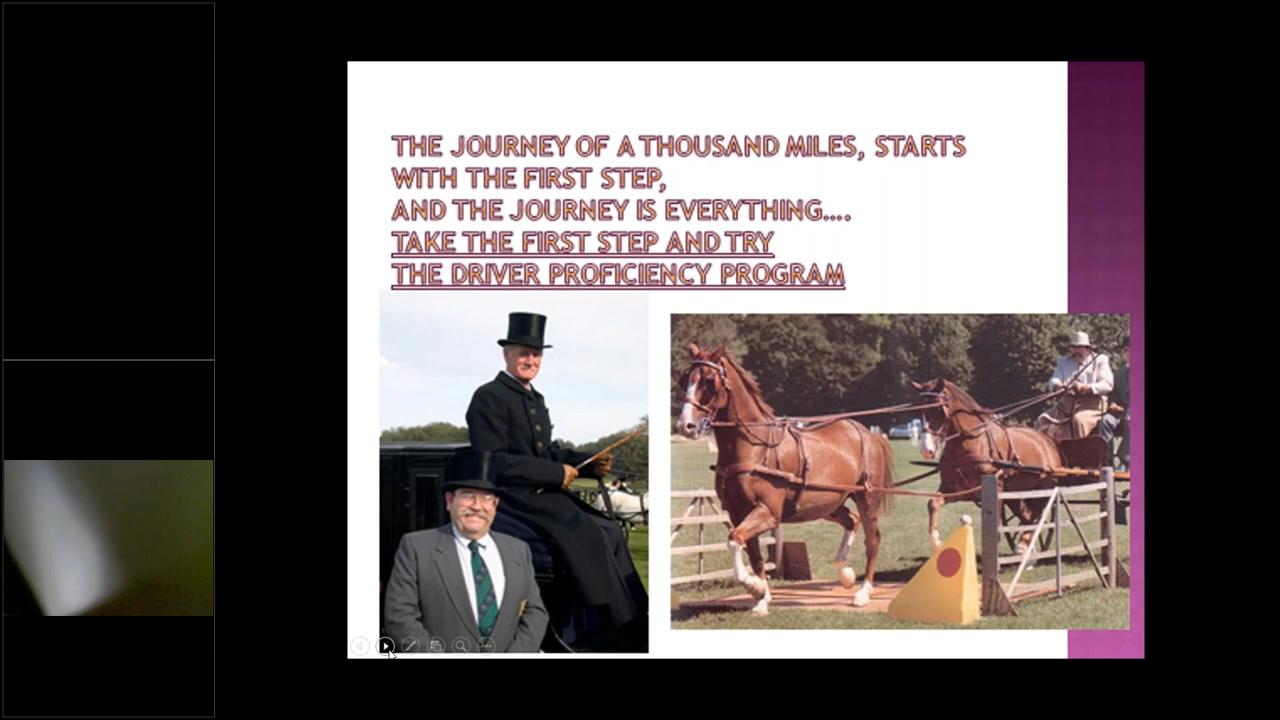 THE JOURNEY OF A THOUSAND MILES, STARTS
WITH THE FIRST STEP,
AND THE JOURNEY IS EVERYTHING....
TAKE THE FIRST STEP AND TRY
THE DRIVER PROFICIENCY PROGRAM